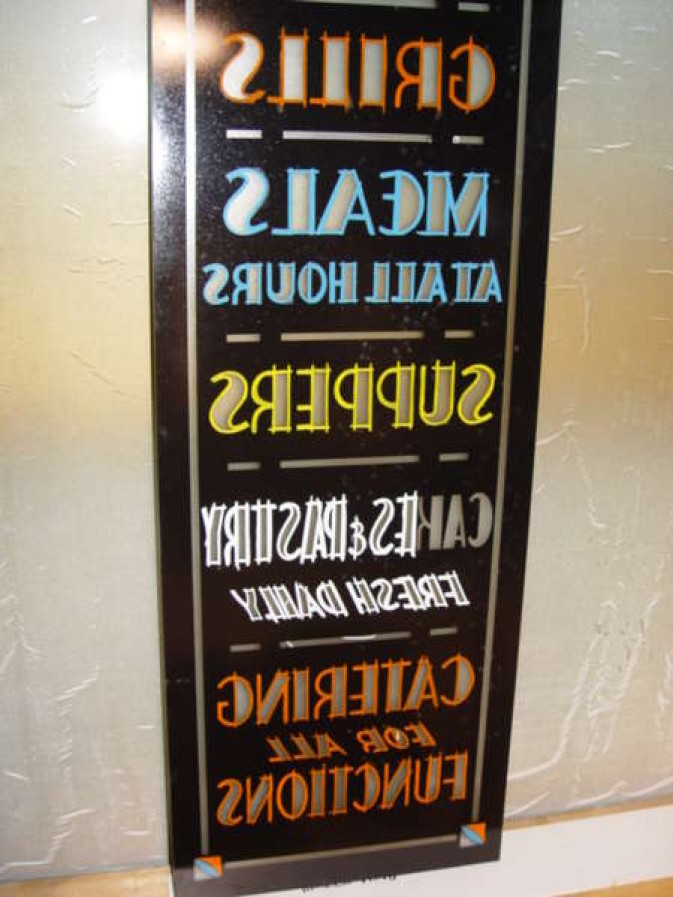 GRILLS
MEALS
AT ALL HOURS
SUPPERS
CAKES & PASTRY
FRESH DAILY
CATERING
FOR ALL
FUNCTIONS